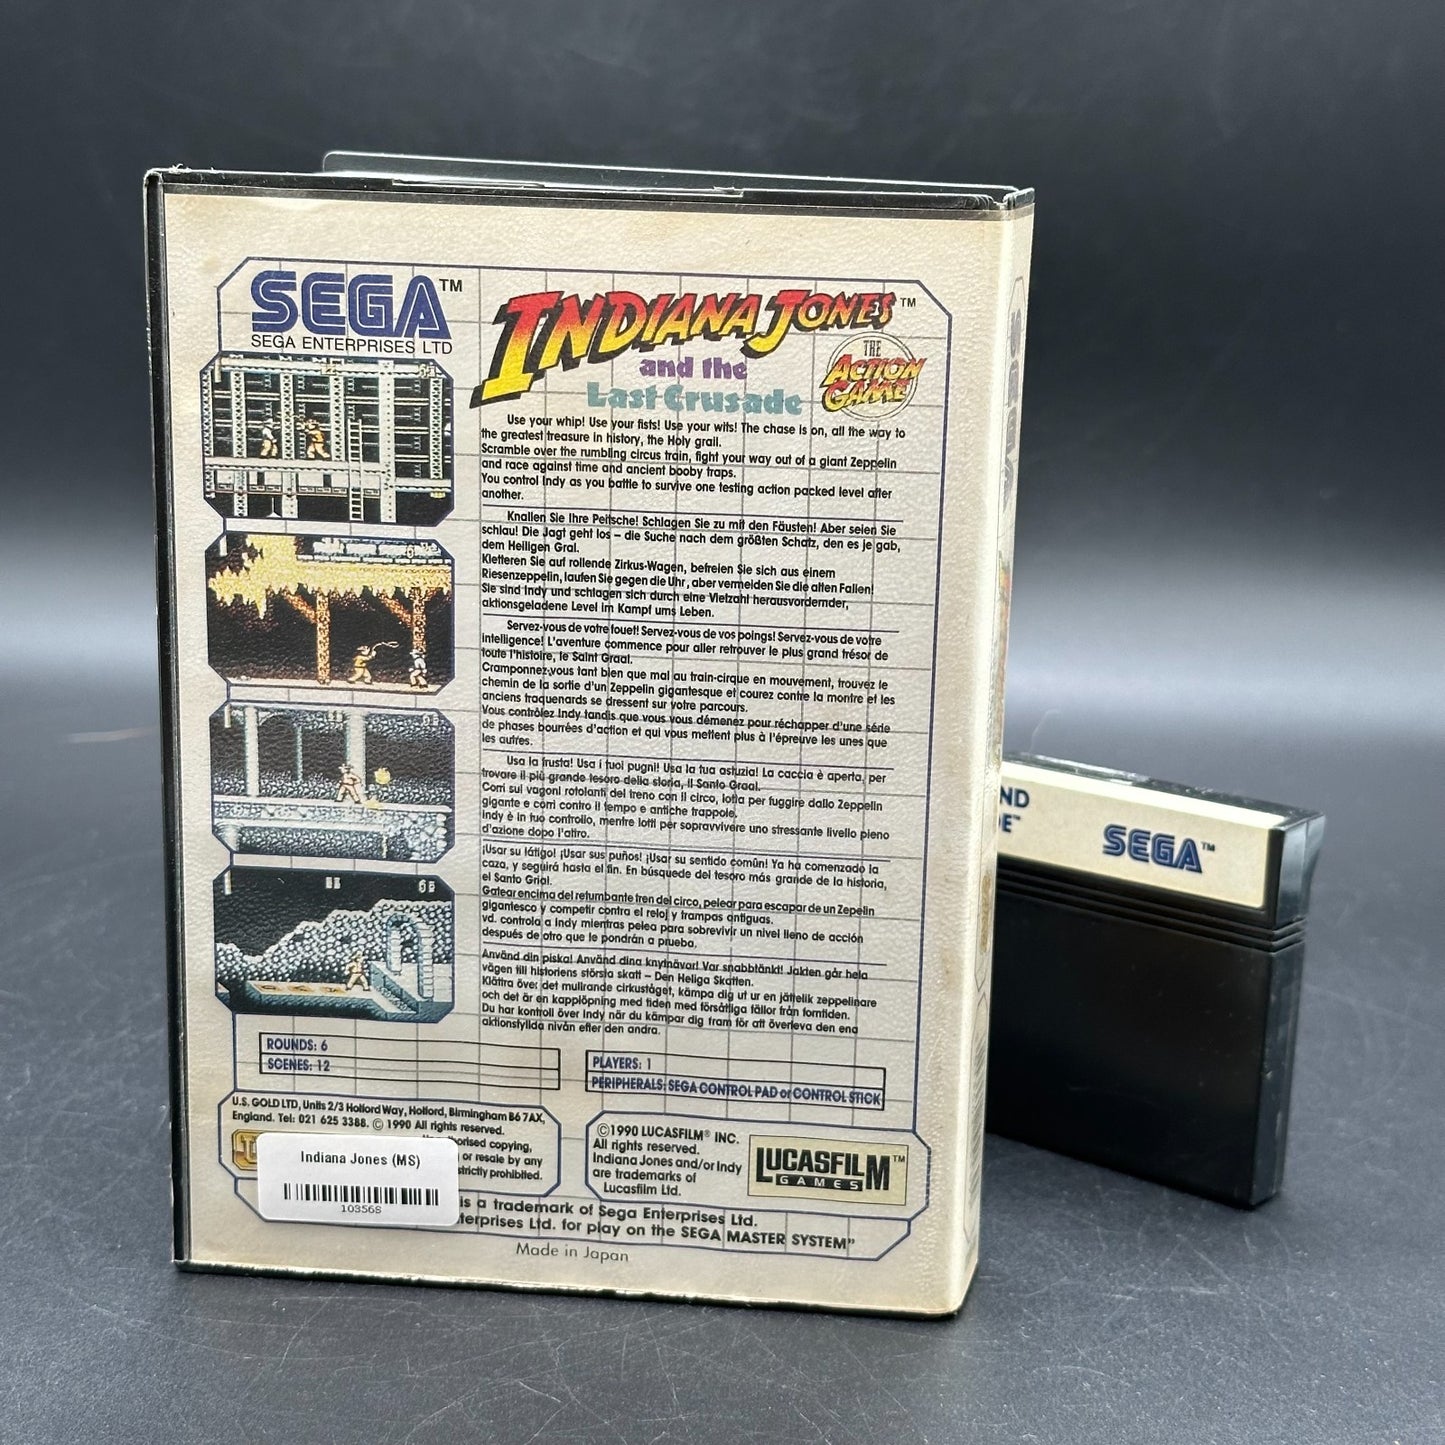 SEGA™
SEGA ENTERPRISES LTD
INDIANA JONES™
and the
Last Crusade
THE
ACTION
GAME
Use your whip! Use your fists! Use your wits! The chase is on, all the way to
the greatest treasure in history, the Holy grail.
Scramble over the rumbling circus train, fight your way out of a giant Zeppelin
and race against time and ancient booby traps.
You control Indy as you battle to survive one testing action packed level after
another.
Knallen Sie Ihre Peitsche! Schlagen Sie zu mit den Fäusten! Aber seien Sie
schlau! Die Jagt geht los – die Suche nach dem größten Schatz, den es je gab,
dem Heiligen Gral.
Kletteren Sie auf rollende Zirkus-Wagen, befreien Sie sich aus einem
Riesenzeppelin, laufen Sie gegen die Uhr, aber vermeiden Sie die alten Fallen!
Sie sind Indy und schlagen sich durch eine Vielzahl herausvordernder,
aktionsgeladene Level im Kampf ums Leben.
Servez-vous de votre fouet! Servez-vous de vos poings! Servez-vous de votre
intelligence! L'aventure commence pour aller retrouver le plus grand trésor de
toute l'histoire, le Saint Graal.
Cramponnez-vous tant bien que mal au train-cirque en mouvement, trouvez le
chemin de la sortie d'un Zeppelin gigantesque et courez contre la montre et les
anciens traquenards se dressent sur votre parcours.
Vous contrôlez Indy tandis que vous vous démenez pour réchapper d'une série
de phases bourrées d'action et qui vous mettent plus à l'épreuve les unes que
les autres.
Usa la frusta! Usa i tuoi pugni! Usa la tua astuzia! La caccia è aperta, per
trovare il più grande tesoro della storia, il Santo Graal.
Corri sui vagoni rotolanti del treno con il circo, lotta per fuggire dallo Zeppelin
gigante e corri contro il tempo e antiche trappole.
Indy è in tuo controllo, mentre lotti per sopravvivere uno stressante livello pieno
d'azione dopo l'altro.
¡Usar su látigo! ¡Usar sus puños! ¡Usar su sentido común! Ya ha comenzado la
caza, y seguirá hasta el fin. En búsquede del tesoro más grande de la historia,
el Santo Grial.
Gatear encima del retumbante tren del circo, pelear para escapar de un Zepelin
gigantesco y competir contra el reloj y trampas antiguas.
vd. controla a Indy mientras pelea para sobrevivir un nivel lleno de acción
después de otro que le pondrán a prueba.
Använd din piska! Använd dina knytnävar! Var snabbtänkt! Jakten går hela
vägen till historiens största skatt – Den Heliga Skatten.
Klättra över det mullrande cirkuståget, kämpa dig ut ur en jättelik zeppelinare
och det är en kapplöpning med tiden med försåtliga fällor från forntiden.
Du har kontroll över Indy när du kämpar dig fram för att överleva den ena
aktionsfyllda nivån efter den andra.
ROUNDS: 6
SCENES: 12
PLAYERS: 1
PERIPHERALS: SEGA CONTROL PAD or CONTROL STICK
U.S. GOLD LTD, Units 2/3 Holford Way, Holford, Birmingham B6 7AX,
England. Tel: 021 625 3388. © 1990 All rights reserved.
orised copying,
or resale by any
strictly prohibited.
©1990 LUCASFILM® INC.
All rights reserved.
Indiana Jones and/or Indy
are trademarks of
Lucasfilm Ltd.
LUCASFILM™
GAMES
Indiana Jones (MS)
103568
is a trademark of Sega Enterprises Ltd.
terprises Ltd. for play on the SEGA MASTER SYSTEM"
Made in Japan
ND
SEGA™